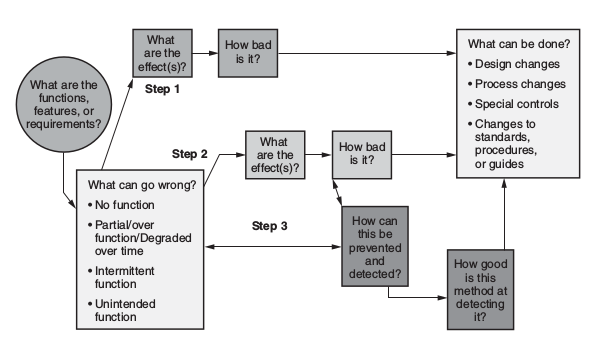 What are the
functions,
features, or
requirements?
What
are the
effect(s)?
Step 1
How bad
is it?
What can be done?
• Design changes
• Process changes
• Special controls
• Changes to
standards,
procedures,
or guides
What can go wrong?
• No function
• Partial/over
function/Degraded
over time
• Intermittent
function
• Unintended
function
Step 2
What
are the
effect(s)?
How bad
is it?
Step 3
How can
this be
prevented
and
detected?
How good
is this
method at
detecting
it?